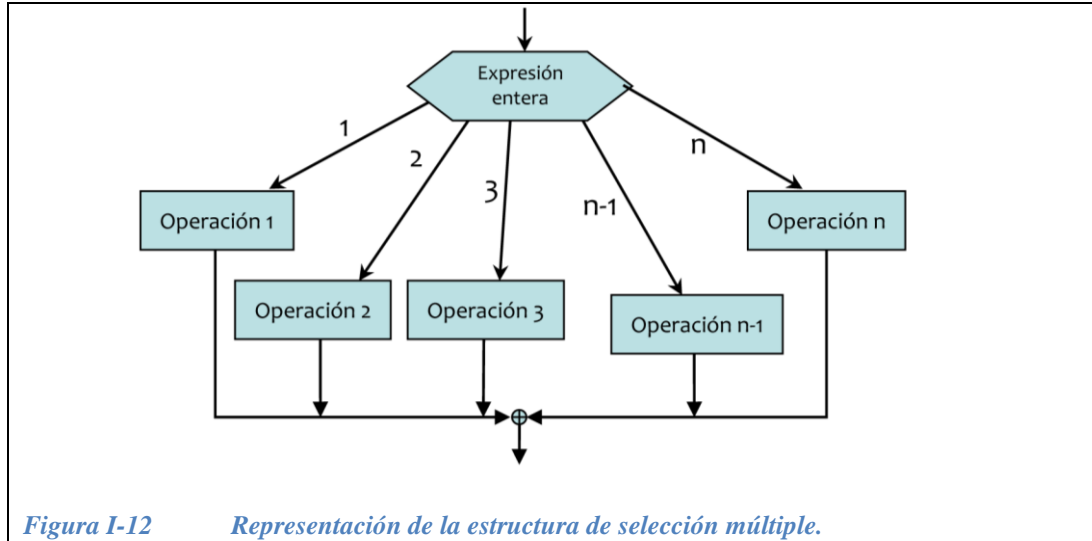 Expresión
entera
1
2
3
n-1
n
Operación 1
Operación n
Operación 2
Operación 3
Operación n-1
Figura I-12 Representación de la estructura de selección múltiple.